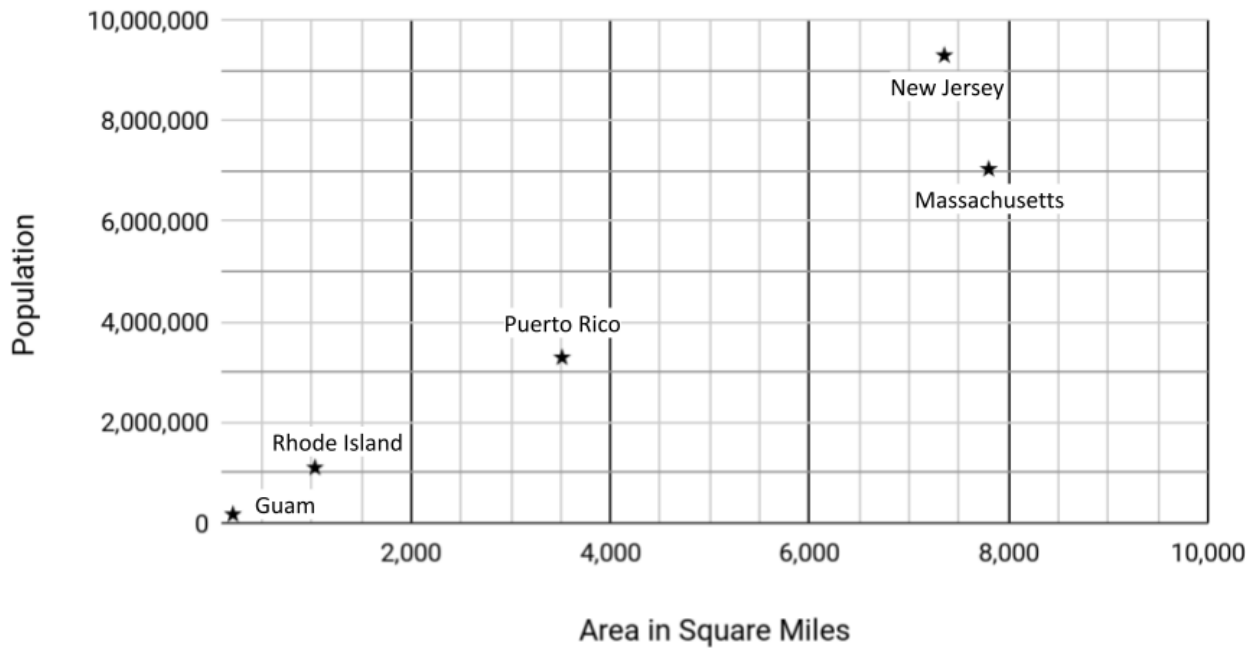 10,000,000
New Jersey
8,000,000
Massachusetts
6,000,000
Population
Puerto Rico
4,000,000
2,000,000
Rhode Island
Guam
0
2,000 4,000 6,000 8,000 10,000
Area in Square Miles